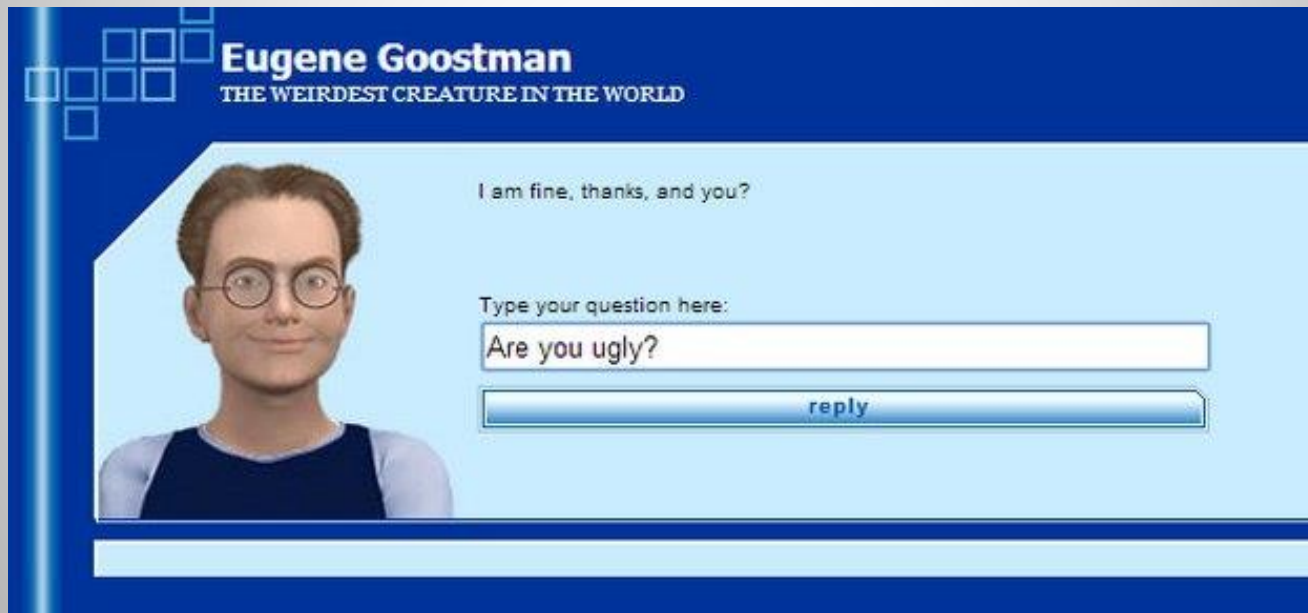 Eugene Goostman
THE WEIRDEST CREATURE IN THE WORLD
I am fine, thanks, and you?
Type your question here:
Are you ugly?
reply